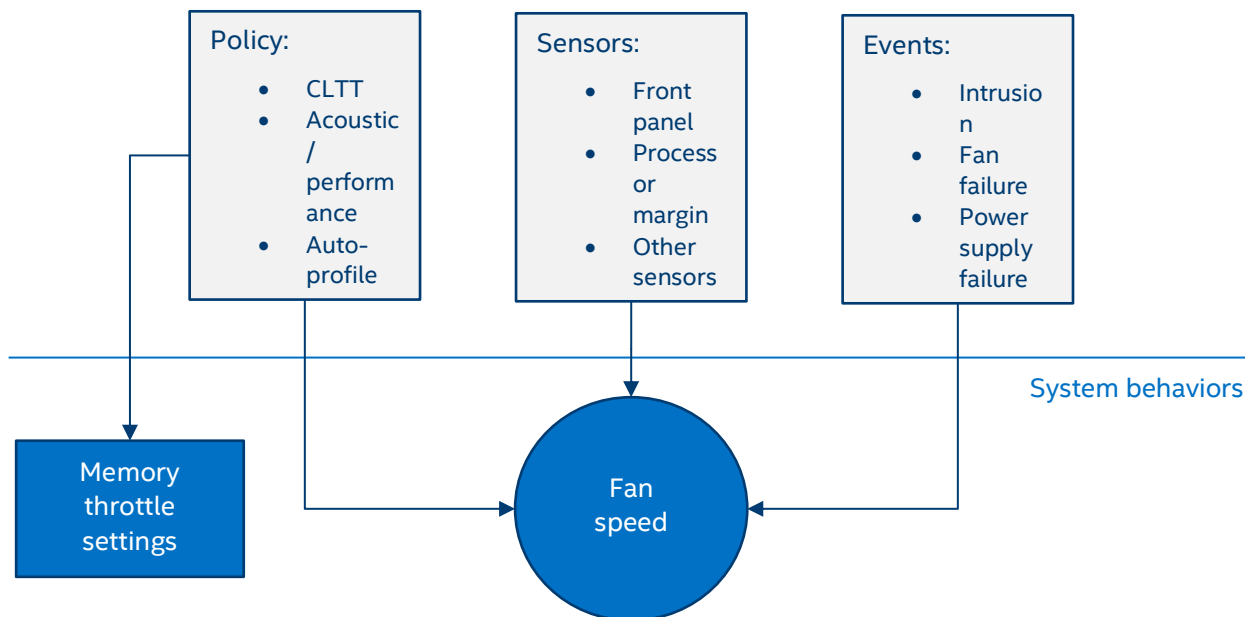 Policy:
• CLTT
• Acoustic
/
perform
ance
• Auto-
profile
Sensors:
• Front
panel
• Process
or
margin
• Other
sensors
Events:
• Intrusio
n
• Fan
failure
• Power
supply
failure
System behaviors
Memory
throttle
settings
Fan
speed